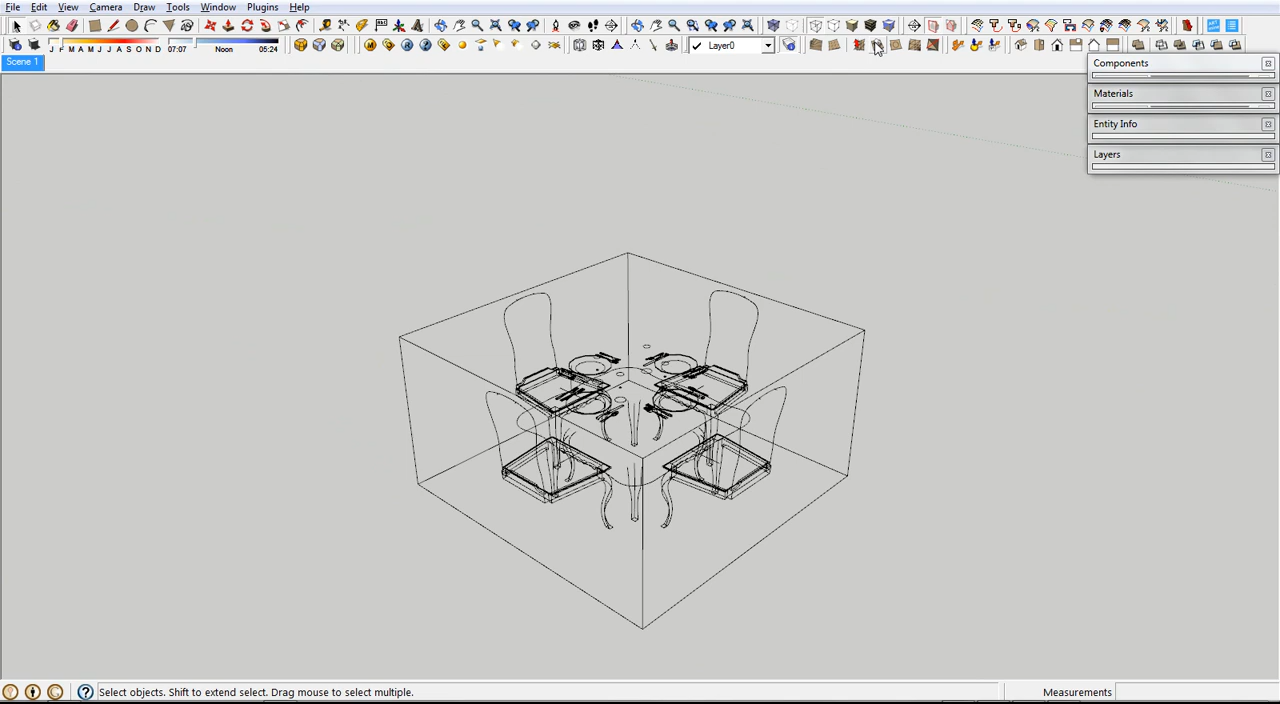 File Edit View Camera Draw Tools Window Plugins Help
J F M A M J J A S O N D 07:07 Noon 05:24 Layer0
Scene 1
Components
Materials
Entity Info
Layers
Select objects. Shift to extend select. Drag mouse to select multiple. Measurements